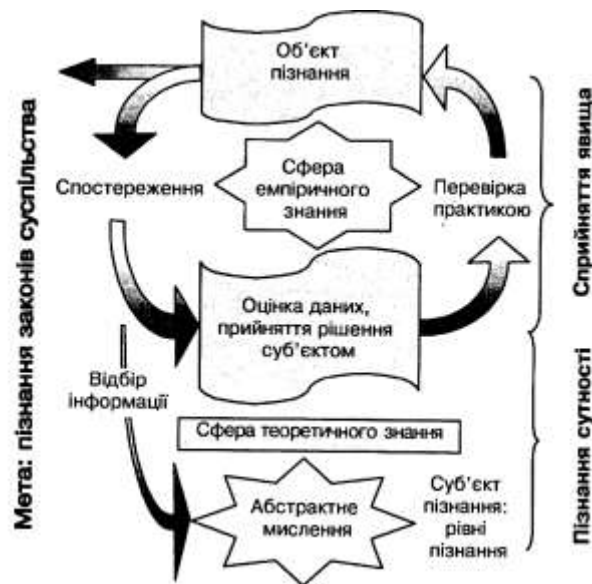 Мета: пізнання законів суспільства
Об'єкт
пізнання
Спостереження
Сфера
емпіричного
знання
Перевірка
практикою
Сприйняття явища
Оцінка даних,
прийняття рішення
суб'єктом
Відбір
інформації
Сфера теоретичного знання
Абстрактне
мислення
Суб'єкт
пізнання:
рівні
пізнання
Пізнання сутності